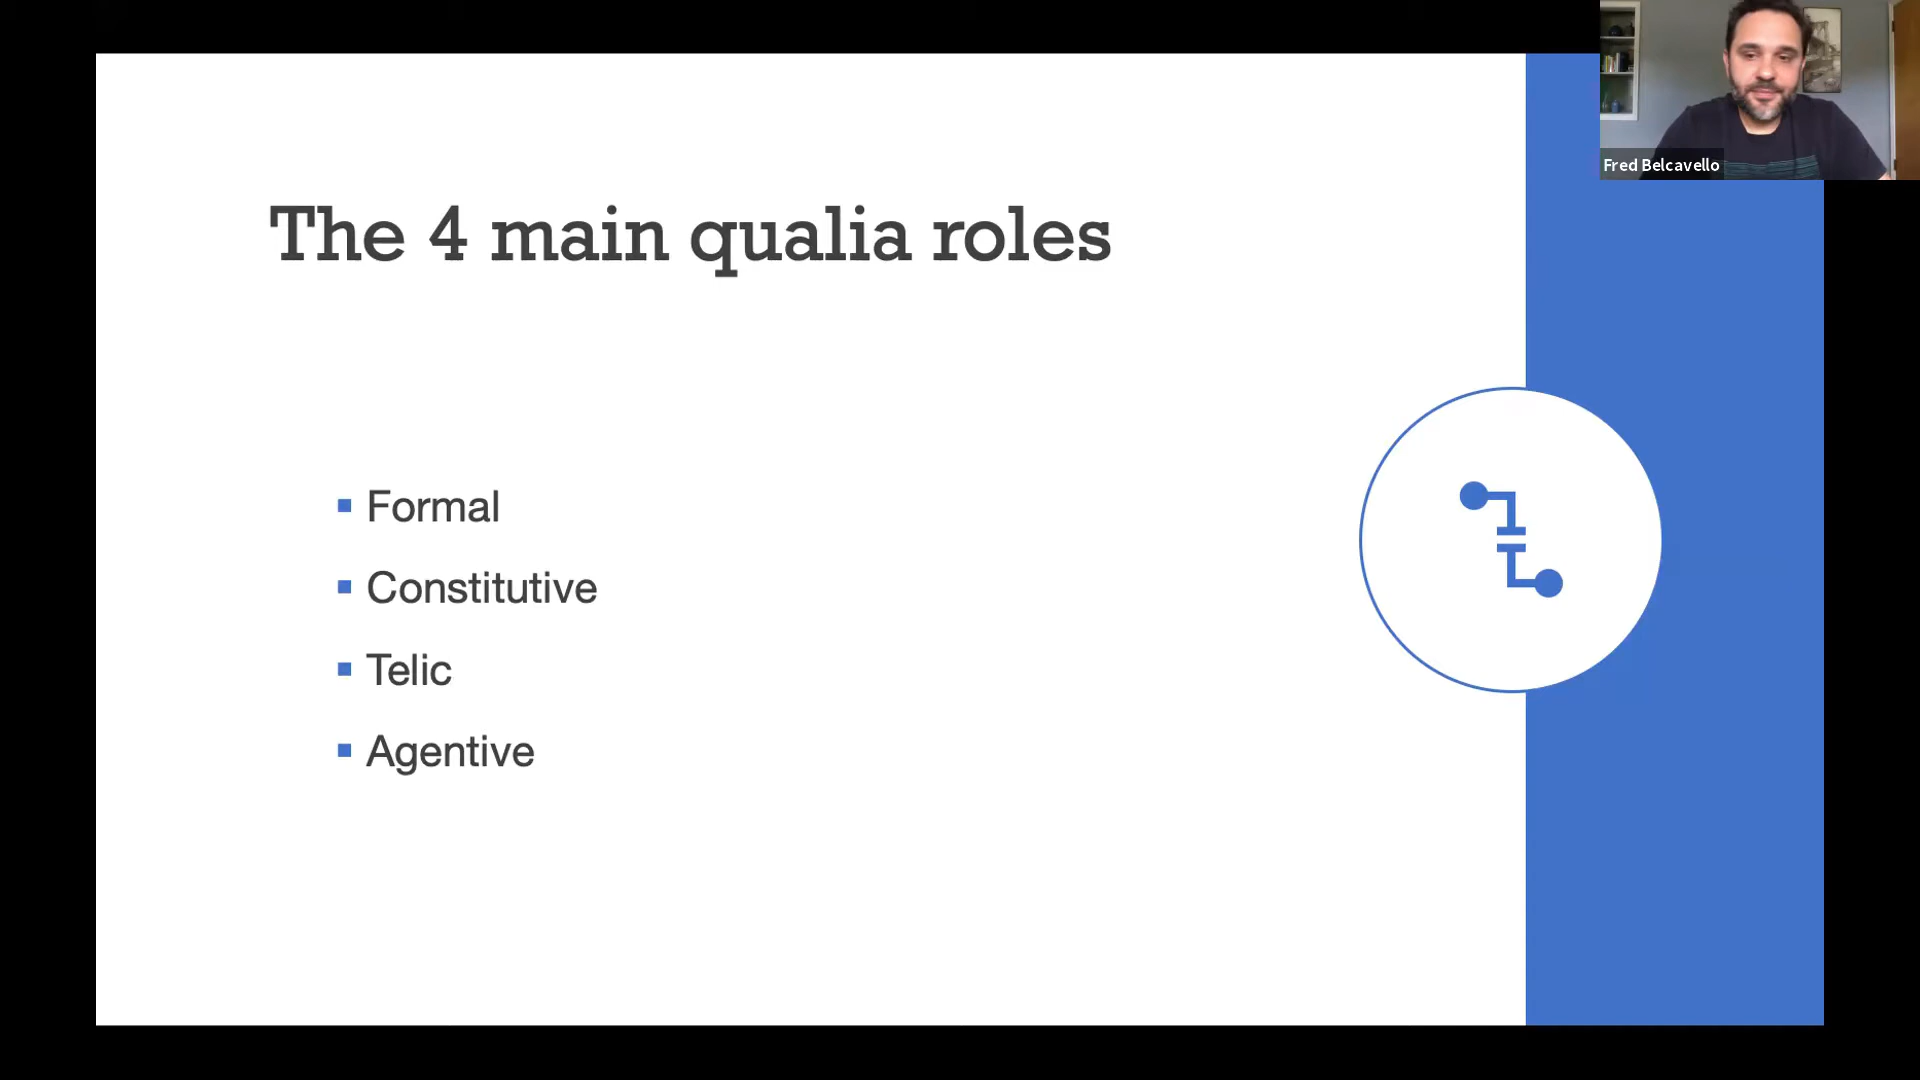 The 4 main qualia roles
Formal
Constitutive
Telic
Agentive
Fred Belcavello